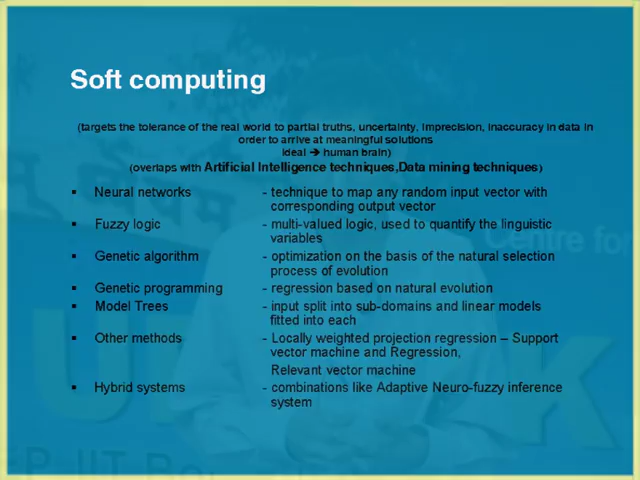 Soft computing
(targets the tolerance of the real world to partial truths, uncertainty, imprecision, inaccuracy in data in
order to arrive at meaningful solutions
ideal ➔ human brain)
(overlaps with Artificial Intelligence techniques,Data mining techniques)
▪ Neural networks - technique to map any random input vector with
corresponding output vector
▪ Fuzzy logic - multi-valued logic, used to quantify the linguistic
variables
▪ Genetic algorithm - optimization on the basis of the natural selection
process of evolution
▪ Genetic programming - regression based on natural evolution
▪ Model Trees - input split into sub-domains and linear models
fitted into each
▪ Other methods - Locally weighted projection regression – Support
vector machine and Regression,
Relevant vector machine
▪ Hybrid systems - combinations like Adaptive Neuro-fuzzy inference
system
Centre for
EP, IIT Bo